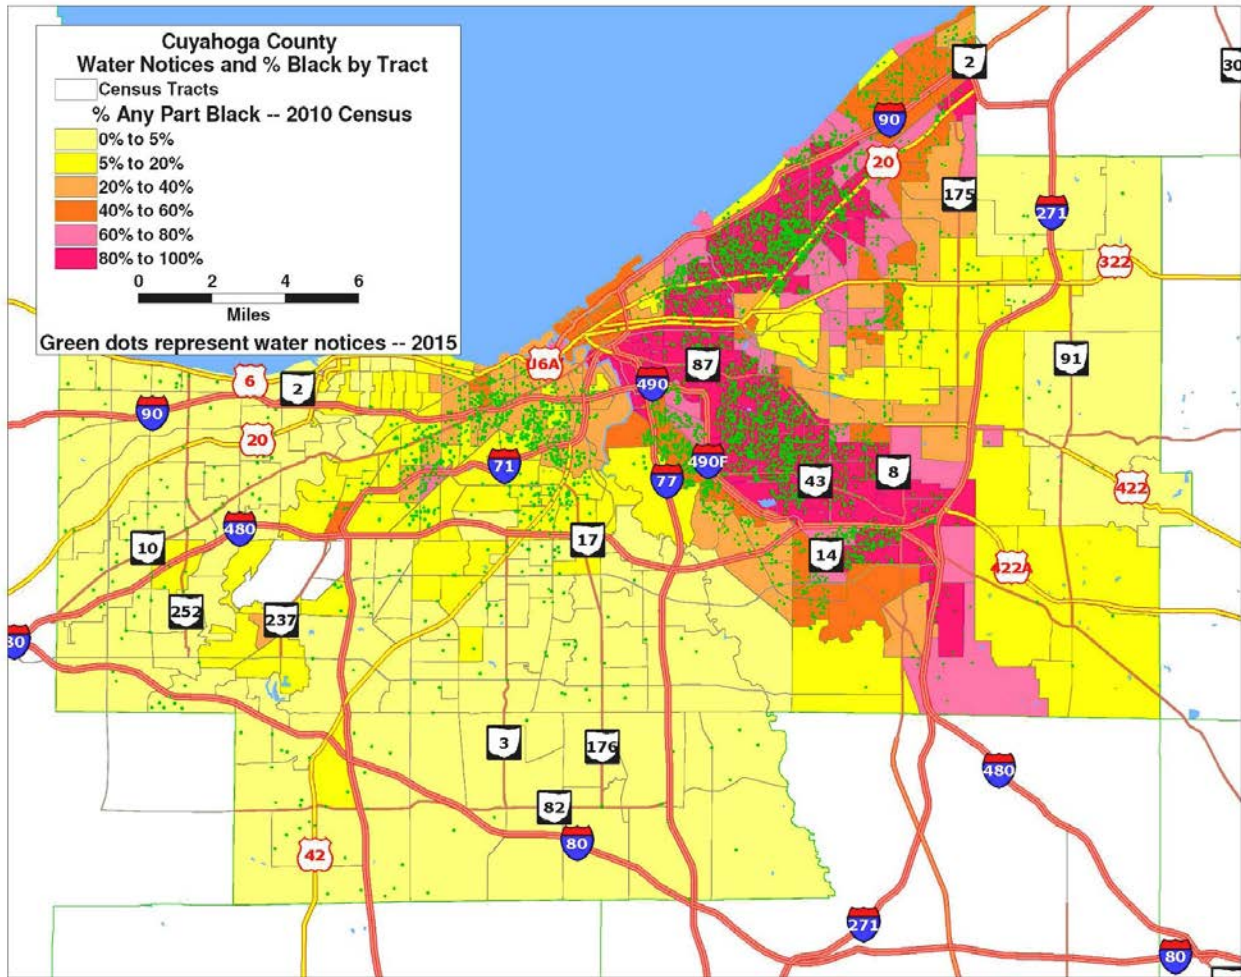 Cuyahoga County
Water Notices and % Black by Tract
Census Tracts
% Any Part Black -- 2010 Census
0% to 5%
5% to 20%
20% to 40%
40% to 60%
60% to 80%
80% to 100%
0 2 4 6
Miles
Green dots represent water notices -- 2015
2
30
90
20
175
271
322
6
2
U6A
87
91
490
90
20
71
490F
77
43
8
422
480
10
17
14
422A
252
237
80
3
176
480
82
80
42
271
80